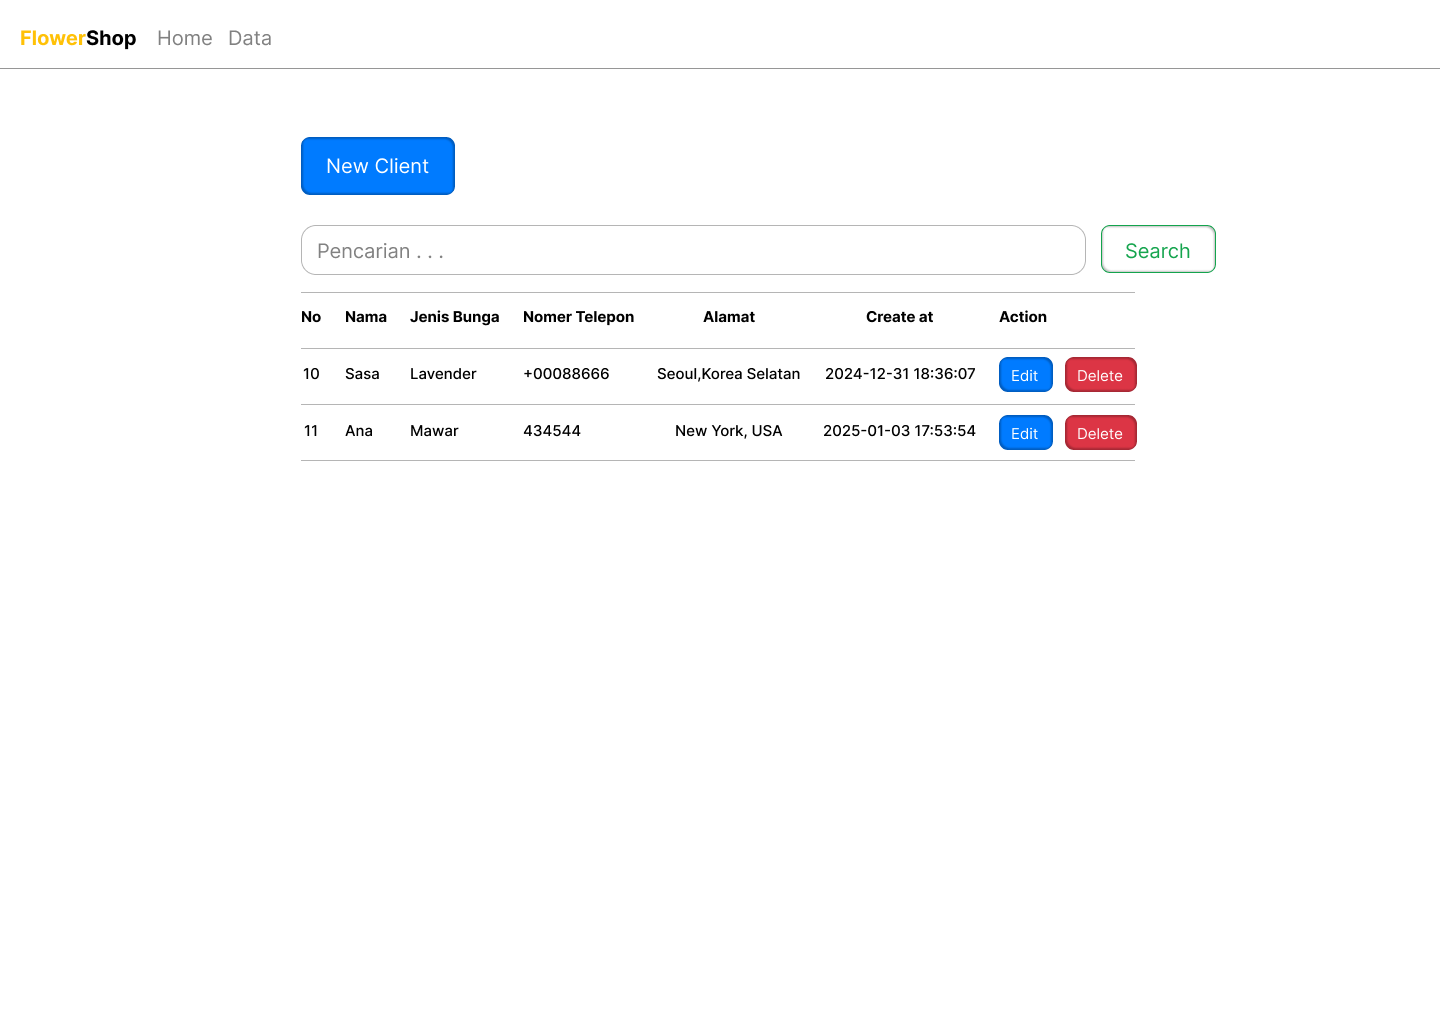 FlowerShop Home Data
New Client
Pencarian . . . Search
No Nama Jenis Bunga Nomer Telepon Alamat Create at Action
10 Sasa Lavender +00088666 Seoul,Korea Selatan 2024-12-31 18:36:07 Edit Delete
11 Ana Mawar 434544 New York, USA 2025-01-03 17:53:54 Edit Delete